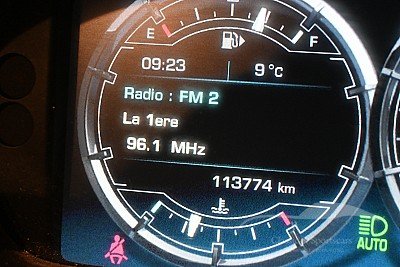 E F
09:23 9 °C
Radio : FM 2
La 1ere
96.1 MHz
113774 km
AUTO